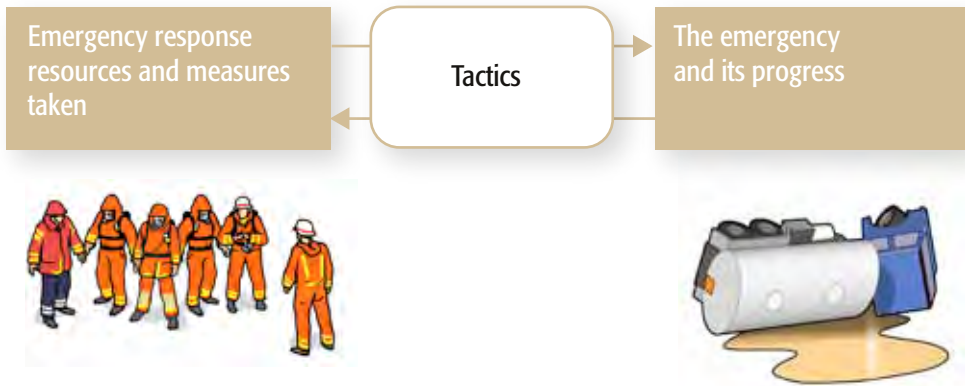 Emergency response
resources and measures
taken
Tactics
The emergency
and its progress